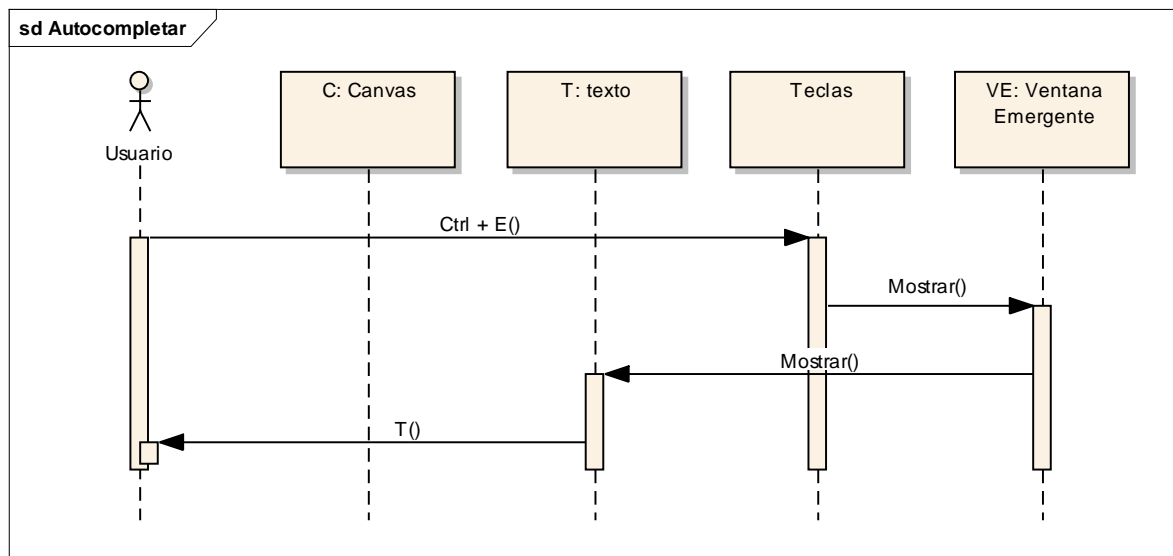 sd Autocompletar
Usuario
C: Canvas
T: texto
Teclas
VE: Ventana
Emergente
Ctrl + E()
Mostrar()
Mostrar()
T()